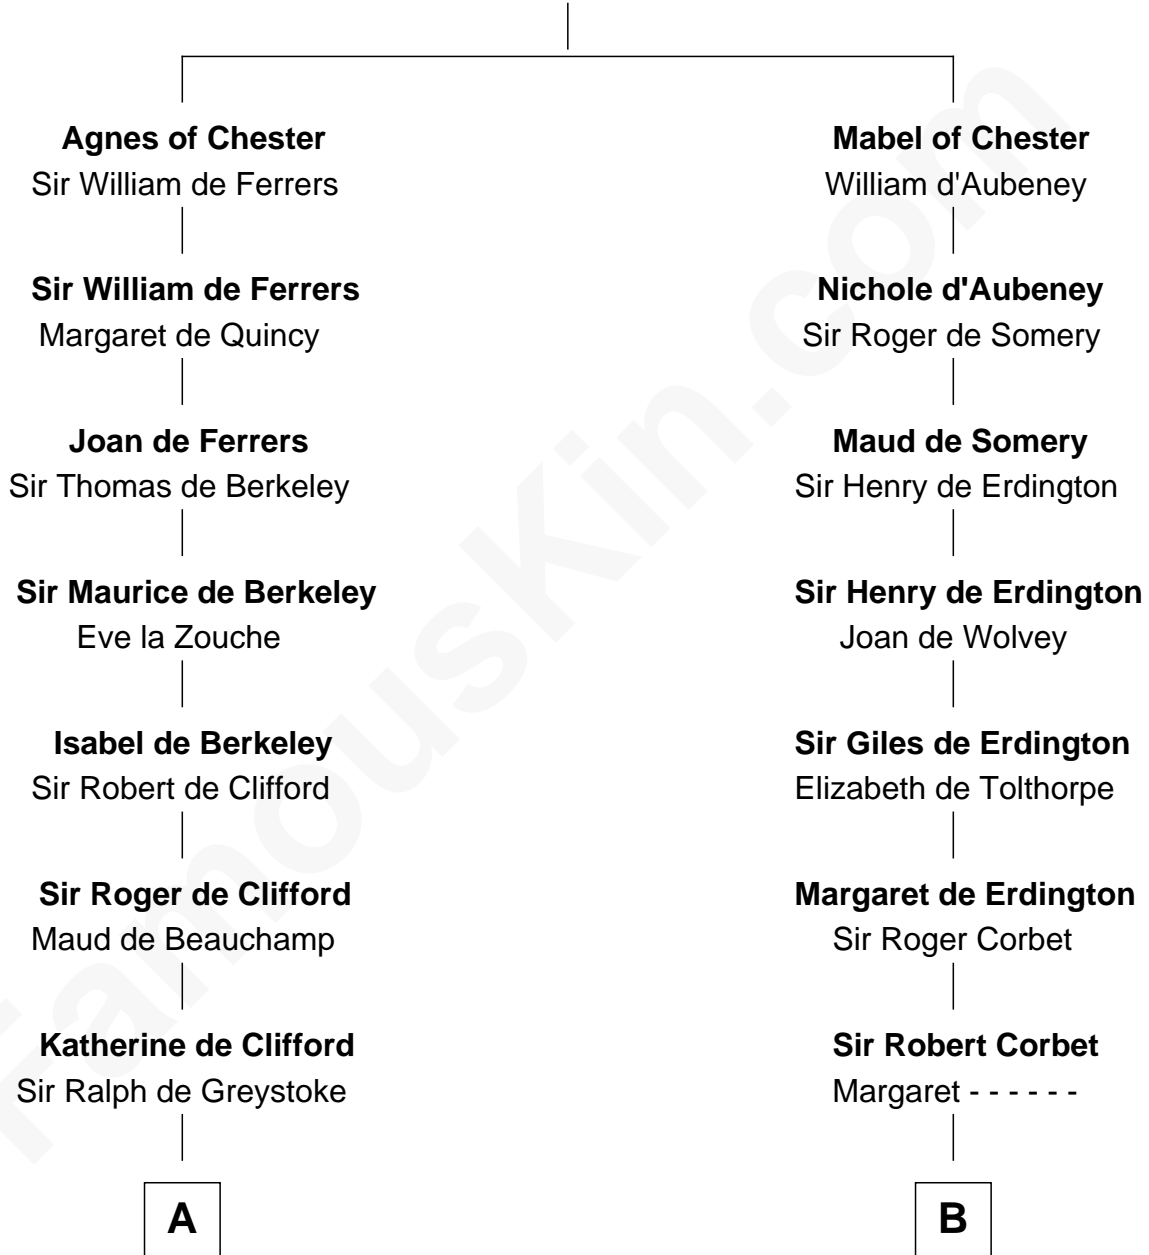 Agnes of Chester
Sir William de Ferrers
Sir William de Ferrers
Margaret de Quincy
Joan de Ferrers
Sir Thomas de Berkeley
Sir Maurice de Berkeley
Eve la Zouche
Isabel de Berkeley
Sir Robert de Clifford
Sir Roger de Clifford
Maud de Beauchamp
Katherine de Clifford
Sir Ralph de Greystoke
A
Mabel of Chester
William d'Aubeney
Nichole d'Aubeney
Sir Roger de Somery
Maud de Somery
Sir Henry de Erdington
Sir Henry de Erdington
Joan de Wolvey
Sir Giles de Erdington
Elizabeth de Tolthorpe
Margaret de Erdington
Sir Roger Corbet
Sir Robert Corbet
Margaret - - - - - -
B
FamousKin.com